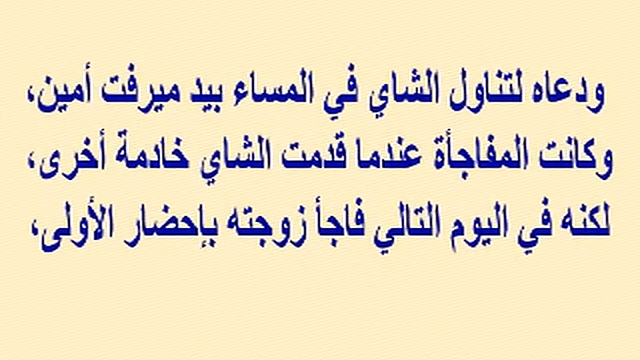 ودعاه لتناول الشاي في المساء بيد ميرفت أمين،
وكانت المفاجأة عندما قدمت الشاي خادمة أخرى،
لكنه في اليوم التالي فاجأ زوجته بإحضار الأولى،